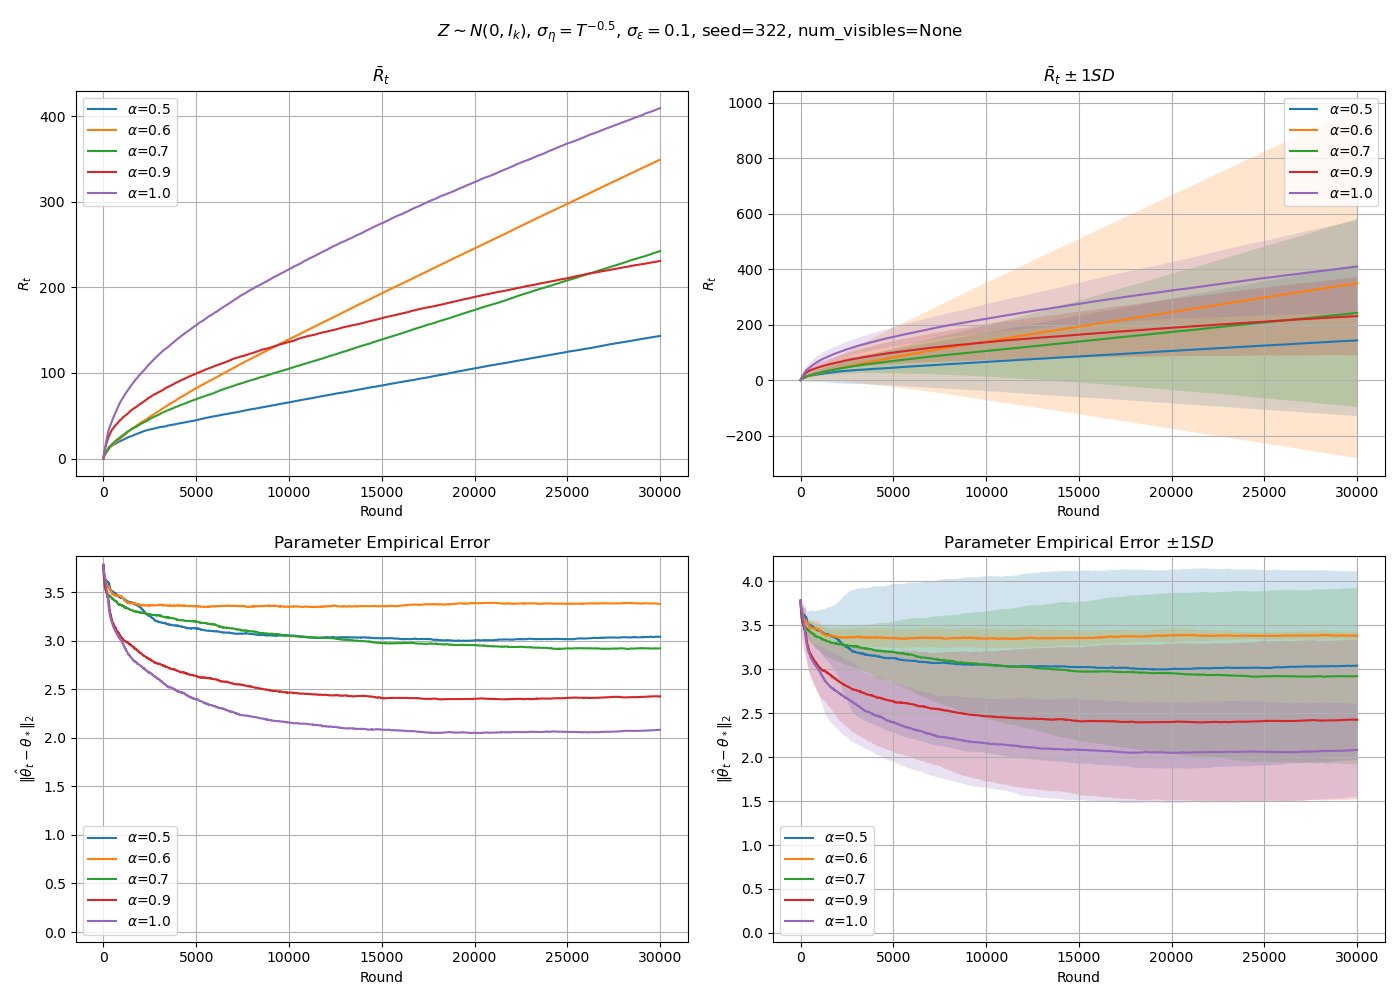 Z ~ N(0, I_k), σ_η = T^{−0.5}, σ_ε = 0.1, seed=322, num_visibles=None
R̄_t
R_t
400
300
200
100
0
α=0.5
α=0.6
α=0.7
α=0.9
α=1.0
0 5000 10000 15000 20000 25000 30000
Round
R̄_t ± 1SD
R_t
1000
800
600
400
200
0
−200
α=0.5
α=0.6
α=0.7
α=0.9
α=1.0
0 5000 10000 15000 20000 25000 30000
Round
Parameter Empirical Error
‖θ̂_t − θ_*‖_2
3.5
3.0
2.5
2.0
1.5
1.0
0.5
0.0
α=0.5
α=0.6
α=0.7
α=0.9
α=1.0
0 5000 10000 15000 20000 25000 30000
Round
Parameter Empirical Error ±1SD
‖θ̂_t − θ_*‖_2
4.0
3.5
3.0
2.5
2.0
1.5
1.0
0.5
0.0
α=0.5
α=0.6
α=0.7
α=0.9
α=1.0
0 5000 10000 15000 20000 25000 30000
Round